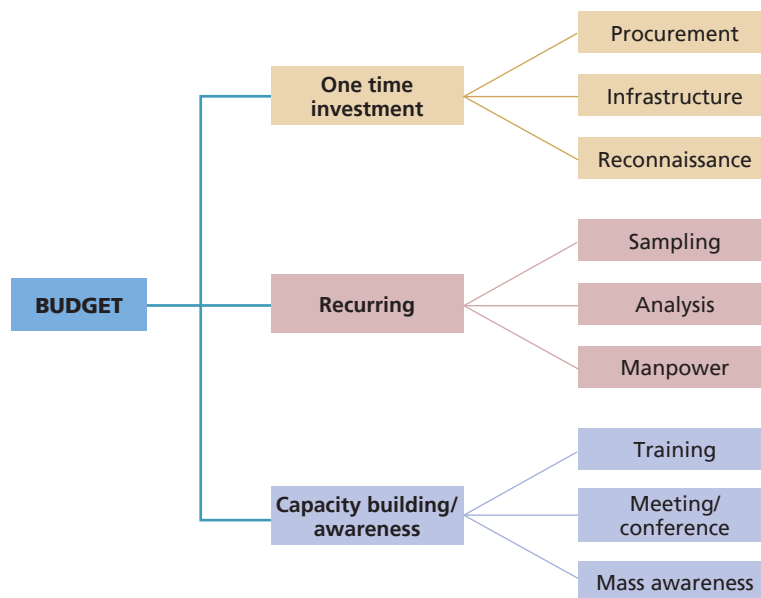 BUDGET
One time
investment
Procurement
Infrastructure
Reconnaissance
Recurring
Sampling
Analysis
Manpower
Capacity building/
awareness
Training
Meeting/
conference
Mass awareness